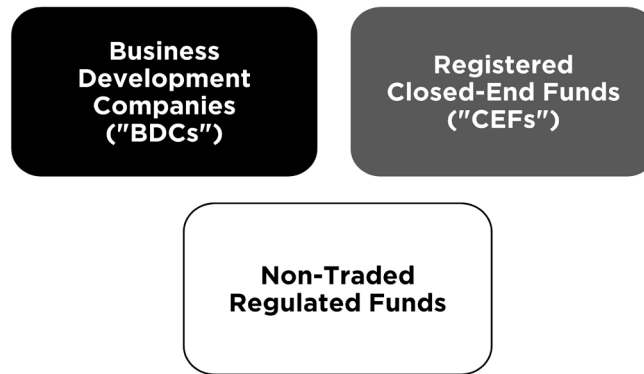 Business
Development
Companies
("BDCs")
Registered
Closed-End Funds
("CEFs")
Non-Traded
Regulated Funds